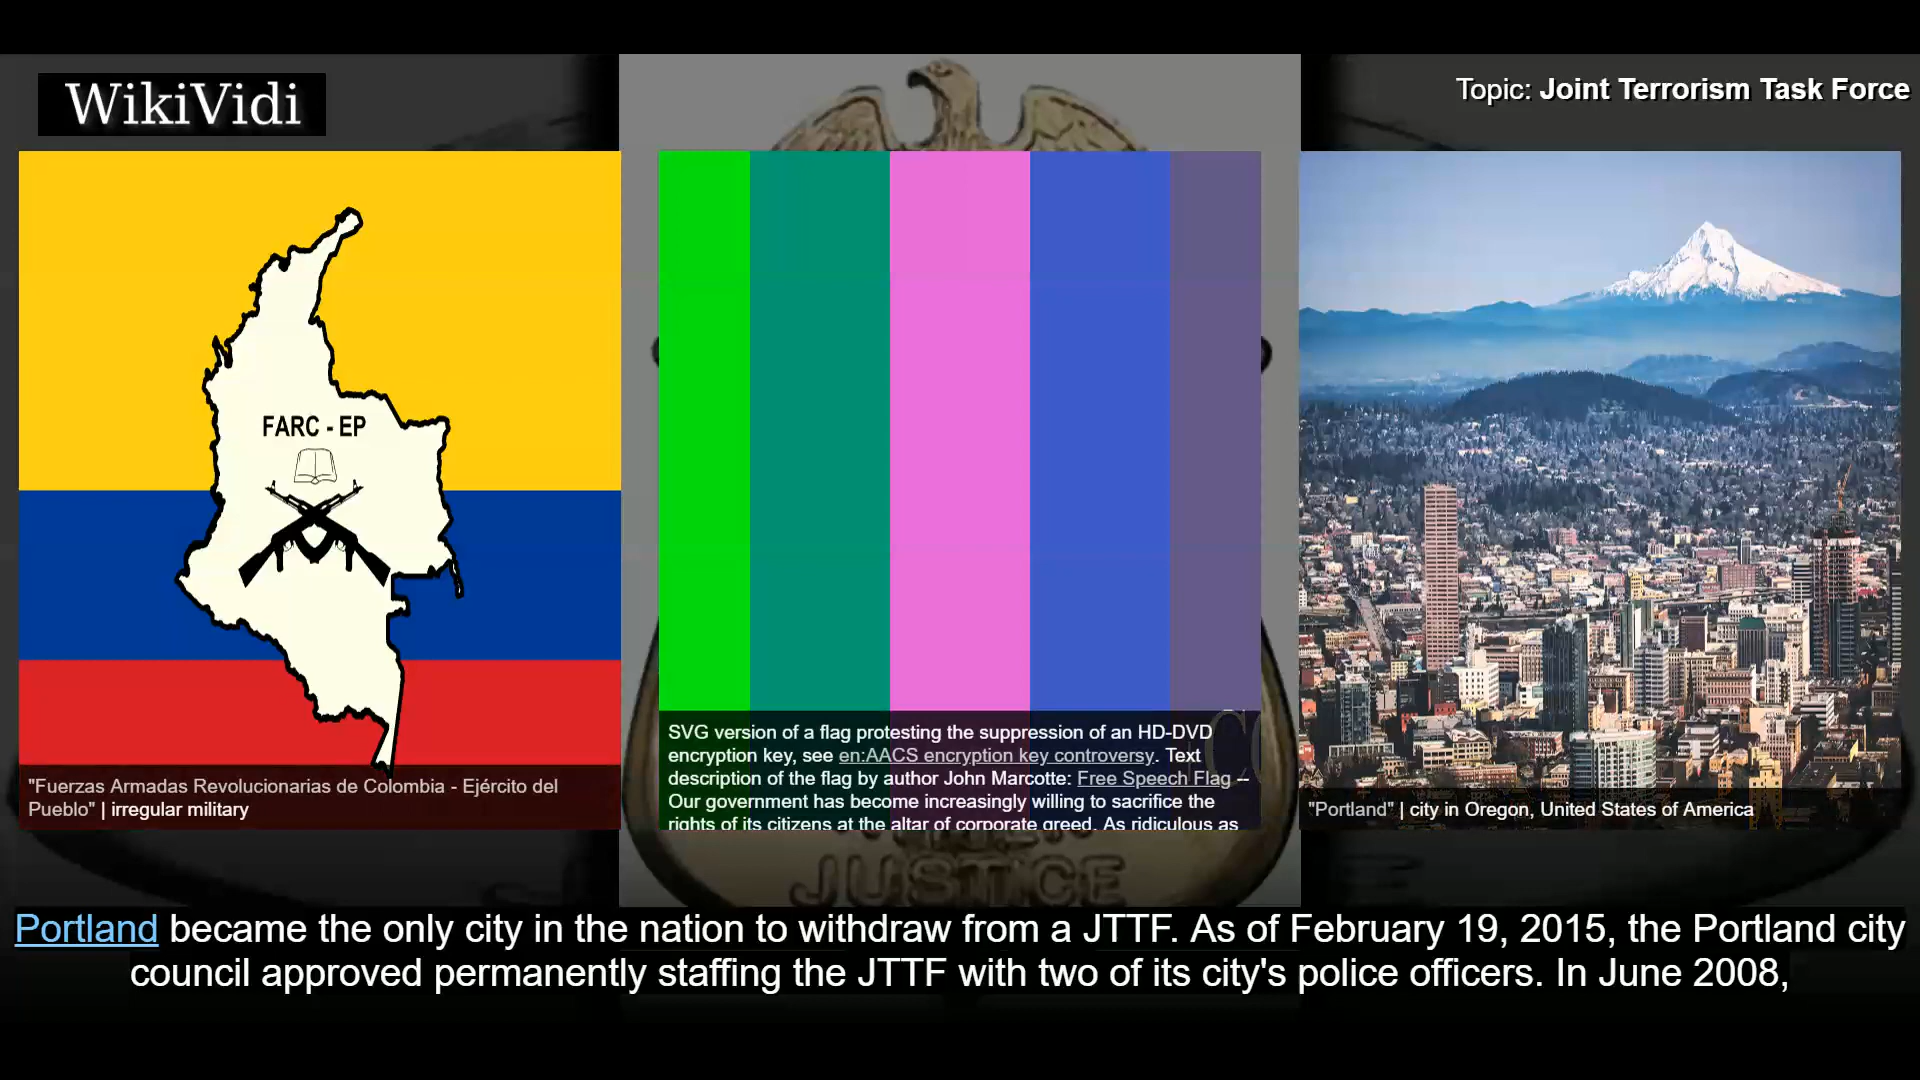 WikiVidi
Topic: Joint Terrorism Task Force
FARC - EP
"Fuerzas Armadas Revolucionarias de Colombia - Ejército del
Pueblo" | irregular military
SVG version of a flag protesting the suppression of an HD-DVD
encryption key, see en:AACS encryption key controversy. Text
description of the flag by author John Marcotte: Free Speech Flag –
Our government has become increasingly willing to sacrifice the
rights of its citizens at the altar of corporate greed. As ridiculous as
"Portland" | city in Oregon, United States of America
JUSTICE
Portland became the only city in the nation to withdraw from a JTTF. As of February 19, 2015, the Portland city
council approved permanently staffing the JTTF with two of its city's police officers. In June 2008,